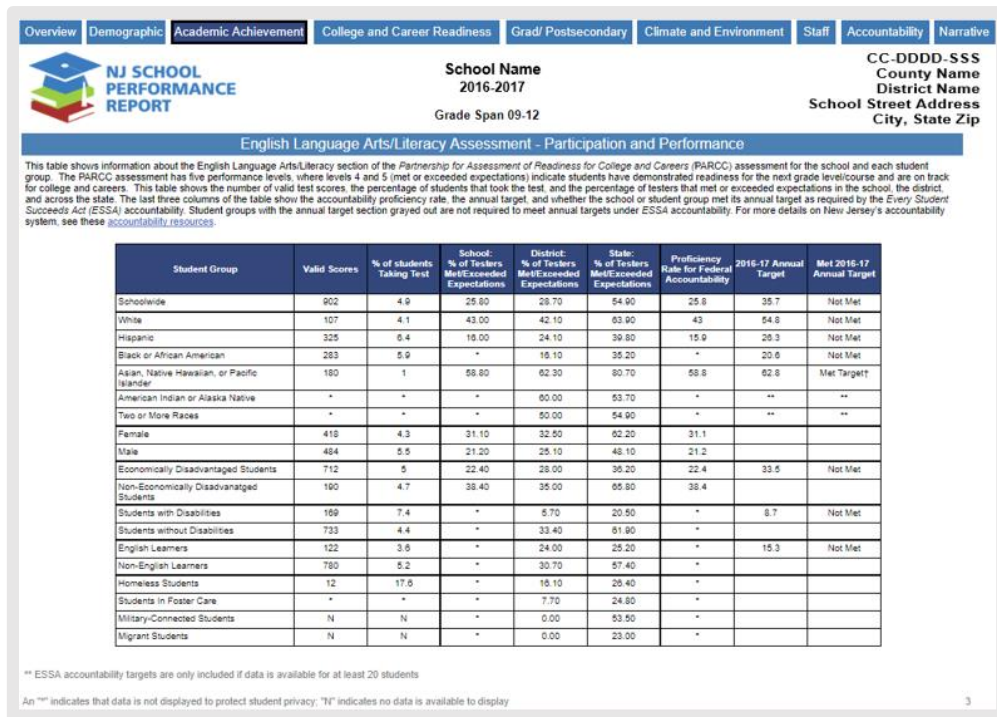 Overview Demographic Academic Achievement College and Career Readiness Grad/ Postsecondary Climate and Environment Staff Accountability Narrative
NJ SCHOOL
PERFORMANCE
REPORT
School Name
2016-2017
Grade Span 09-12
CC-DDDD-SSS
County Name
District Name
School Street Address
City, State Zip
English Language Arts/Literacy Assessment - Participation and Performance
This table shows information about the English Language Arts/Literacy section of the Partnership for Assessment of Readiness for College and Careers (PARCC) assessment for the school and each student
group. The PARCC assessment has five performance levels, where levels 4 and 5 (met or exceeded expectations) indicate students have demonstrated readiness for the next grade level/course and are on track
for college and careers. This table shows the number of valid test scores, the percentage of students that took the test, and the percentage of testers that met or exceeded expectations in the school, the district,
and across the state. The last three columns of the table show the accountability proficiency rate, the annual target, and whether the school or student group met its annual target as required by the Every Student
Succeeds Act (ESSA) accountability. Student groups with the annual target section grayed out are not required to meet annual targets under ESSA accountability. For more details on New Jersey's accountability
system, see these accountability resources.
Student Group
Valid Scores
% of students
Taking Test
School:
% of Testers
Met/Exceeded
Expectations
District:
% of Testers
Met/Exceeded
Expectations
State:
% of Testers
Met/Exceeded
Expectations
Proficiency
Rate for Federal
Accountability
2016-17 Annual
Target
Met 2016-17
Annual Target
Schoolwide 902 4.9 25.80 28.70 54.90 25.8 35.7 Not Met
White 107 4.1 43.00 42.10 63.90 43 54.8 Not Met
Hispanic 325 6.4 16.00 24.10 39.80 15.9 26.3 Not Met
Black or African American 283 5.9 * 16.10 35.20 * 20.6 Not Met
Asian, Native Hawaiian, or Pacific
Islander 180 1 58.80 62.30 80.70 58.8 62.8 Met Target†
American Indian or Alaska Native * * * 60.00 53.70 * ** **
Two or More Races * * * 50.00 54.90 * ** **
Female 418 4.3 31.10 32.50 62.20 31.1
Male 484 5.5 21.20 25.10 48.10 21.2
Economically Disadvantaged Students 712 5 22.40 28.00 36.20 22.4 33.5 Not Met
Non-Economically Disadvanatged
Students 190 4.7 38.40 35.00 65.80 38.4
Students with Disabilities 169 7.4 * 5.70 20.50 * 8.7 Not Met
Students without Disabilities 733 4.4 * 33.40 61.90 *
English Learners 122 3.6 * 24.00 25.20 * 15.3 Not Met
Non-English Learners 780 5.2 * 30.70 57.40 *
Homeless Students 12 17.6 * 16.10 26.40 *
Students In Foster Care * * * 7.70 24.80 *
Military-Connected Students N N * 0.00 53.50 *
Migrant Students N N * 0.00 23.00 *
** ESSA accountability targets are only included if data is available for at least 20 students
An "*" indicates that data is not displayed to protect student privacy; "N" indicates no data is available to display
3